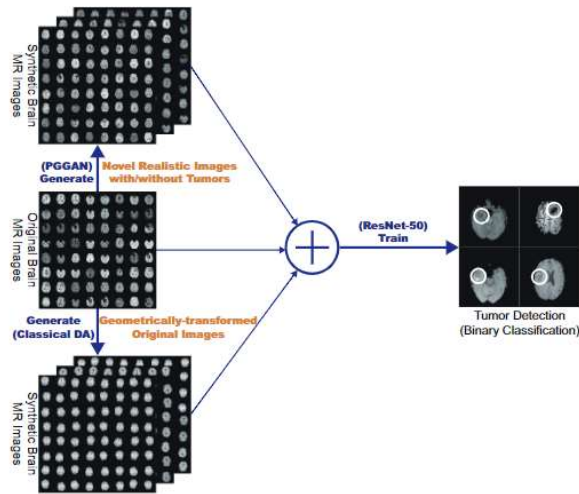 Synthetic Brain
MR Images
(PGGAN)
Generate
Novel Realistic Images
with/without Tumors
Original Brain
MR Images
(ResNet-50)
Train
Tumor Detection
(Binary Classification)
Generate
(Classical DA)
Geometrically-transformed
Original Images
Synthetic Brain
MR Images